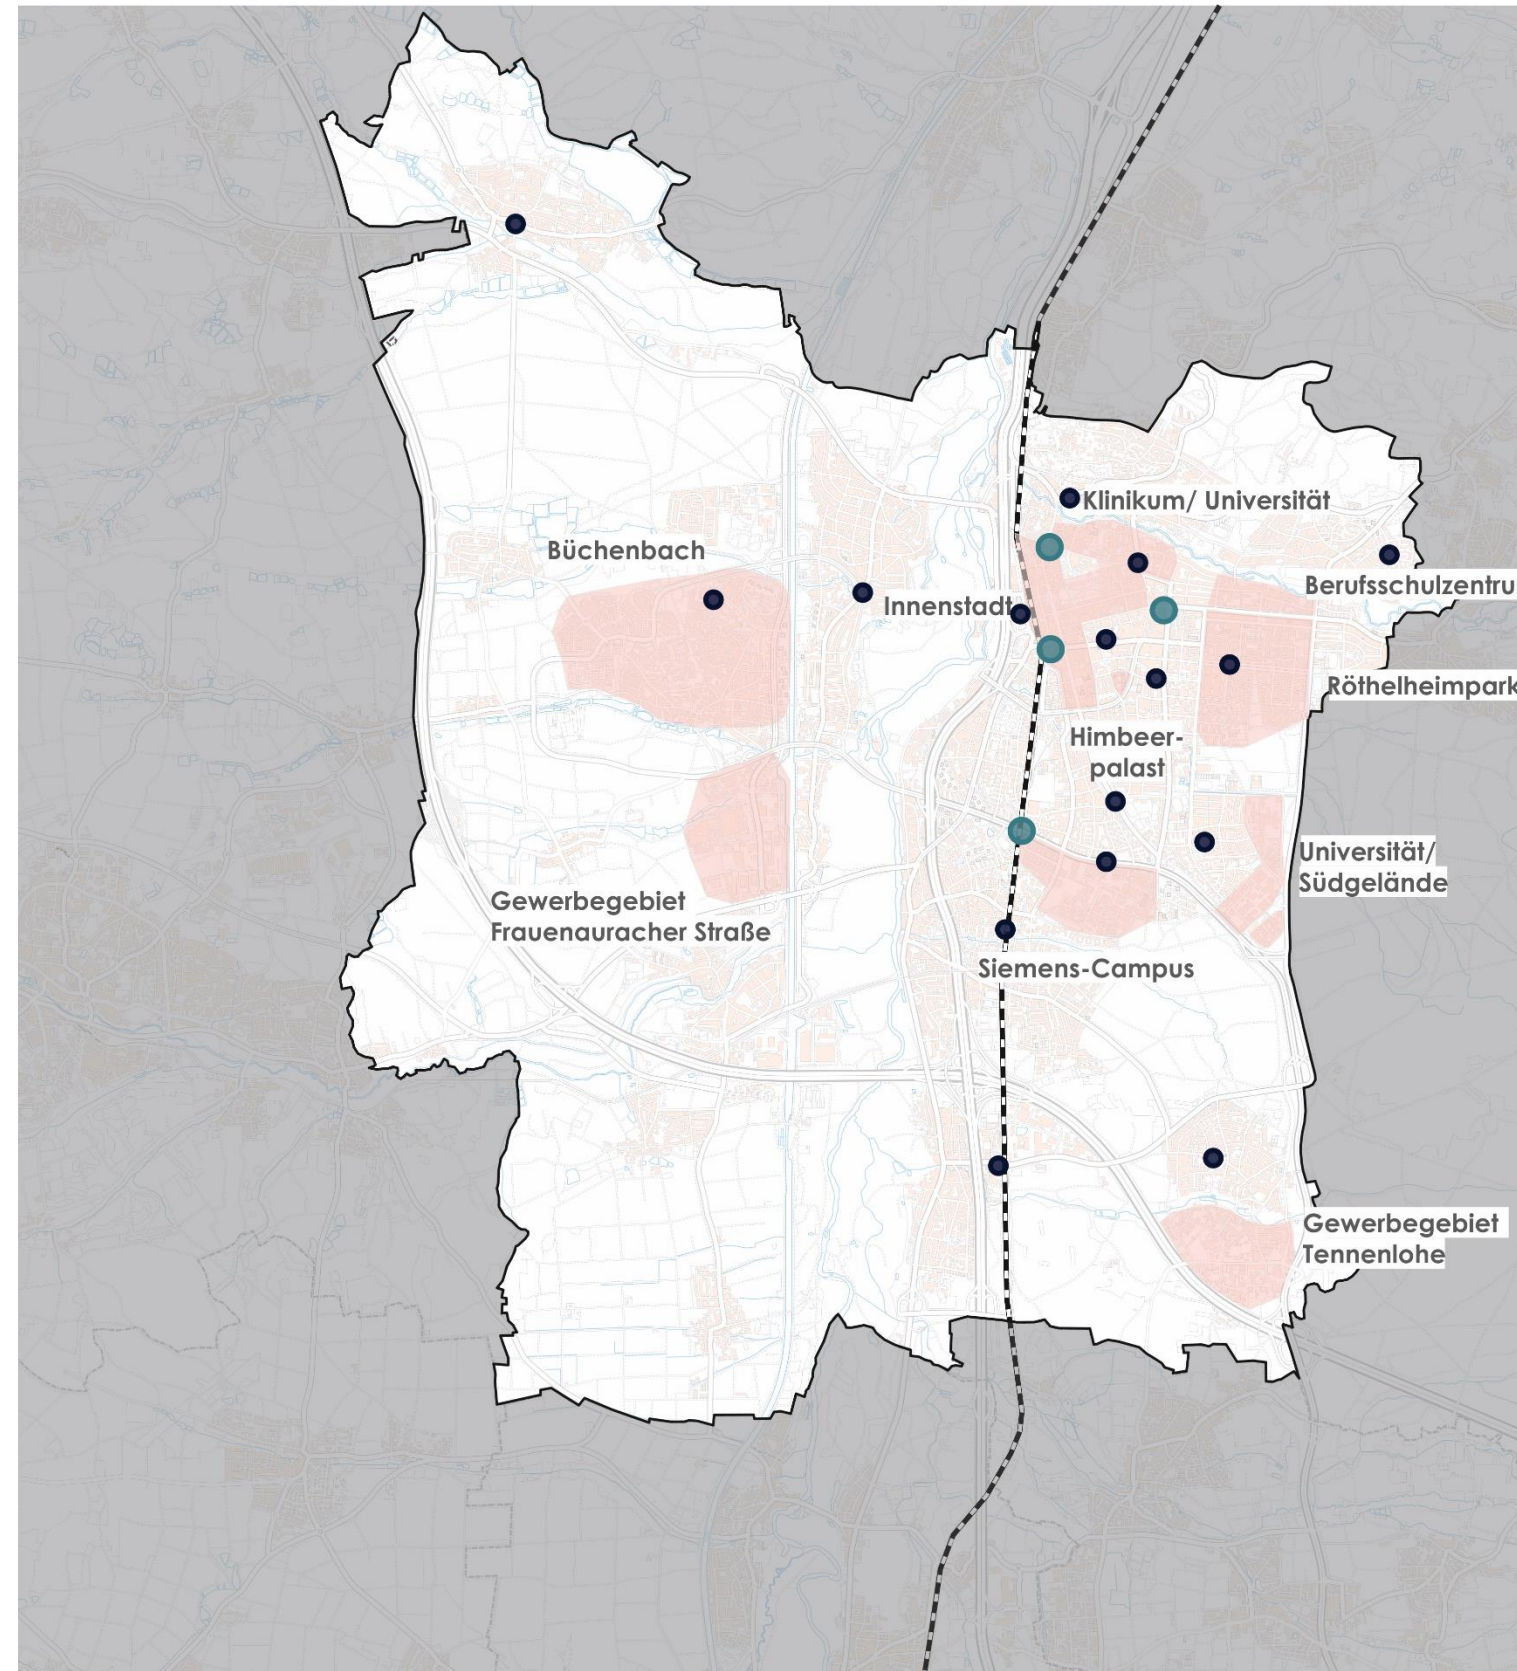 Klinikum/ Universität
Büchenbach
Berufsschulzentru
Innenstadt
Röthelheimpark
Himbeer-
palast
Universität/
Südgelände
Gewerbegebiet
Frauenauracher Straße
Siemens-Campus
Gewerbegebiet
Tennenlohe